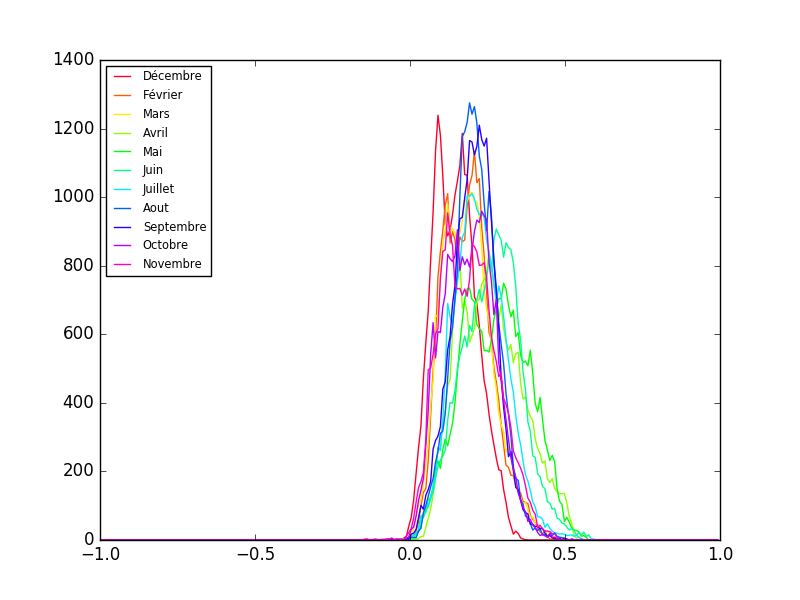 1400
1200
1000
800
600
400
200
0
−1.0
−0.5
0.0
0.5
1.0
Décembre
Février
Mars
Avril
Mai
Juin
Juillet
Aout
Septembre
Octobre
Novembre